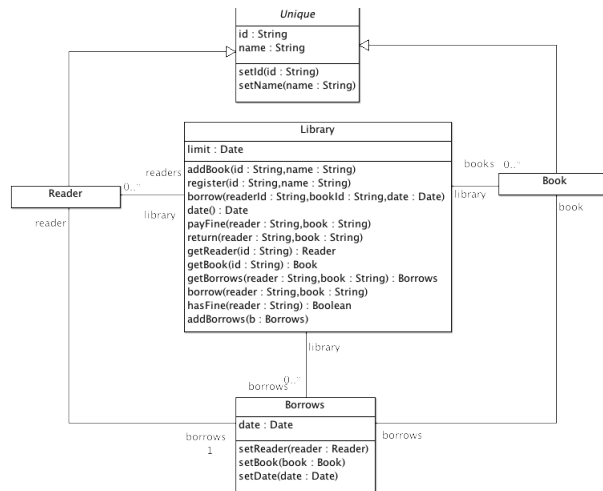 Unique
id : String
name : String
setId(id : String)
setName(name : String)
Library
limit : Date
addBook(id : String,name : String)
register(id : String,name : String)
borrow(readerId : String,bookId : String,date : Date)
date() : Date
payFine(reader : String,book : String)
return(reader : String,book : String)
getReader(id : String) : Reader
getBook(id : String) : Book
getBorrows(reader : String,book : String) : Borrows
borrow(reader : String,book : String)
hasFine(reader : String) : Boolean
addBorrows(b : Borrows)
readers
0..*
Reader
library
reader
books
0..*
Book
library
book
library
0..*
borrows
Borrows
date : Date
setReader(reader : Reader)
setBook(book : Book)
setDate(date : Date)
borrows
1
borrows